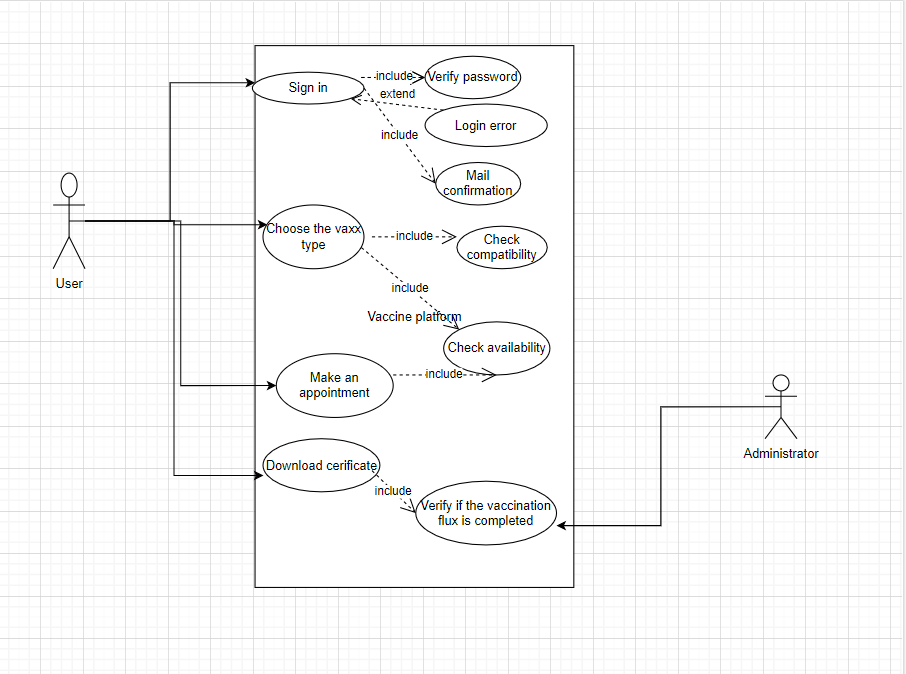 include
Verify password
Sign in
extend
Login error
include
Mail
confirmation
Choose the vaxx
type
include
Check
compatibility
User
include
Vaccine platform
Check availability
include
Make an
appointment
Administrator
Download cerificate
include
Verify if the vaccination
flux is completed